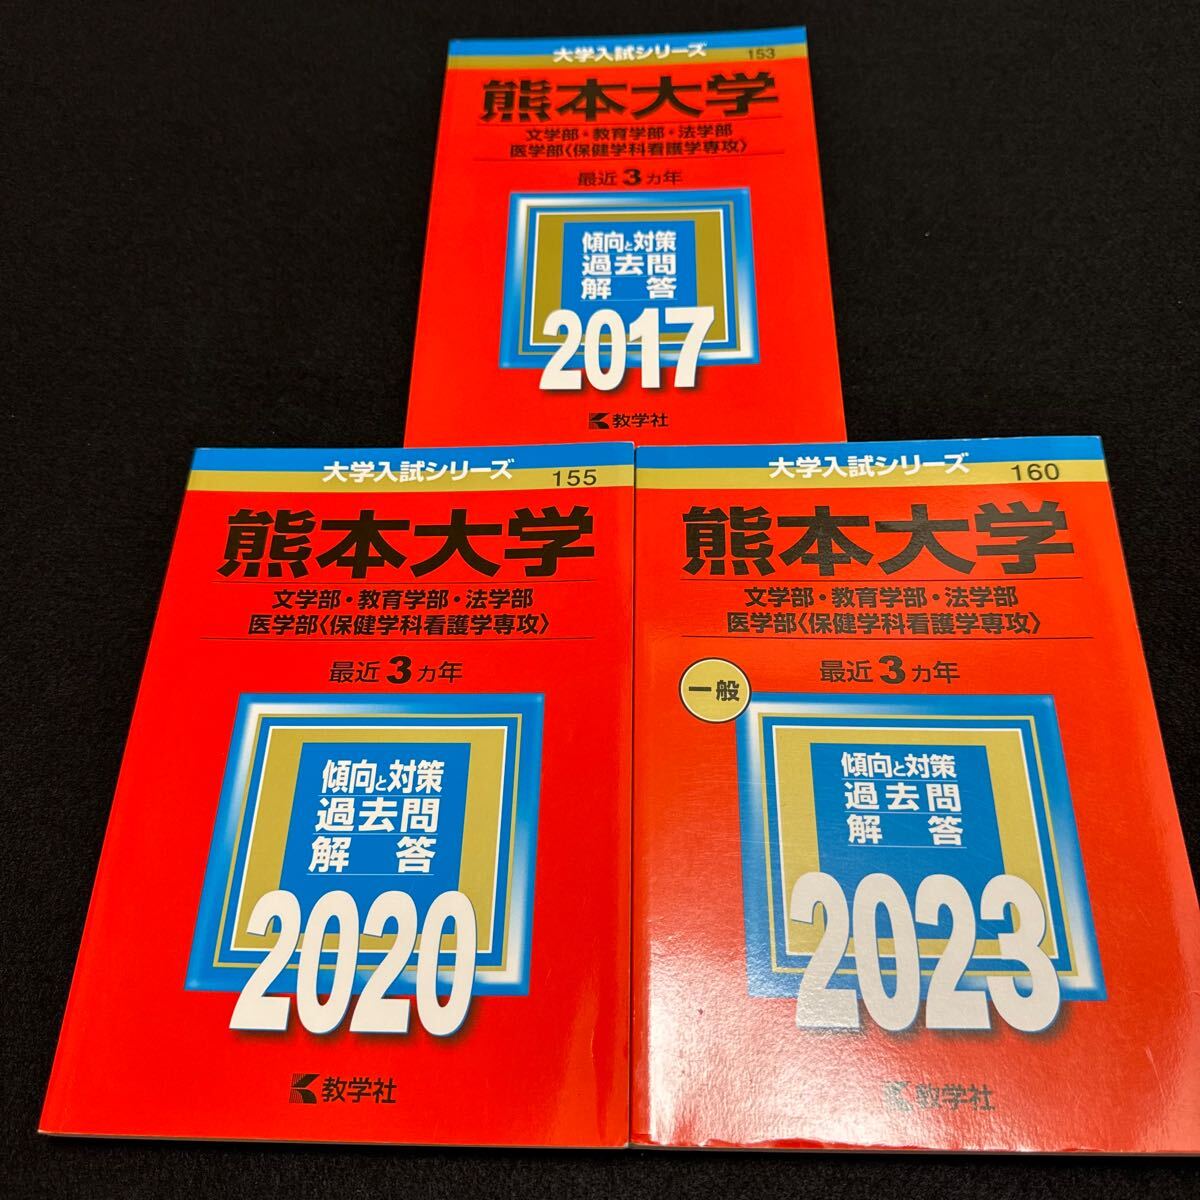 大学入試シリーズ
153
熊本大学
文学部・教育学部・法学部
医学部〈保健学科看護学専攻〉
最近3ヵ年
傾向と対策
過去問
解答
2017
教学社
大学入試シリーズ
155
熊本大学
文学部・教育学部・法学部
医学部〈保健学科看護学専攻〉
最近3ヵ年
傾向と対策
過去問
解答
2020
教学社
大学入試シリーズ
160
熊本大学
文学部・教育学部・法学部
医学部〈保健学科看護学専攻〉
最近3ヵ年
一般
傾向と対策
過去問
解答
2023
教学社